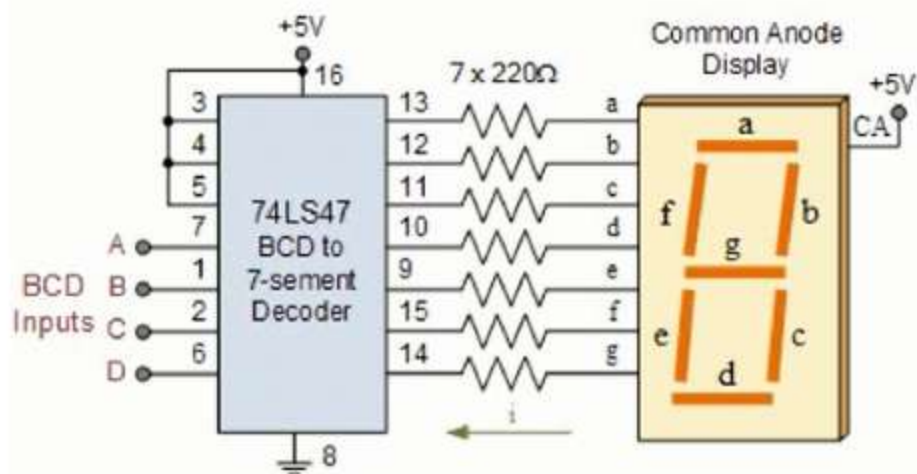 +5V
16
7 x 220Ω
Common Anode
Display
+5V
CA
3
4
5
7
1
2
6
A
B
C
D
BCD
Inputs
74LS47
BCD to
7-sement
Decoder
13
12
11
10
9
15
14
a
b
c
d
e
f
g
a
f
b
g
e
c
d
i
8